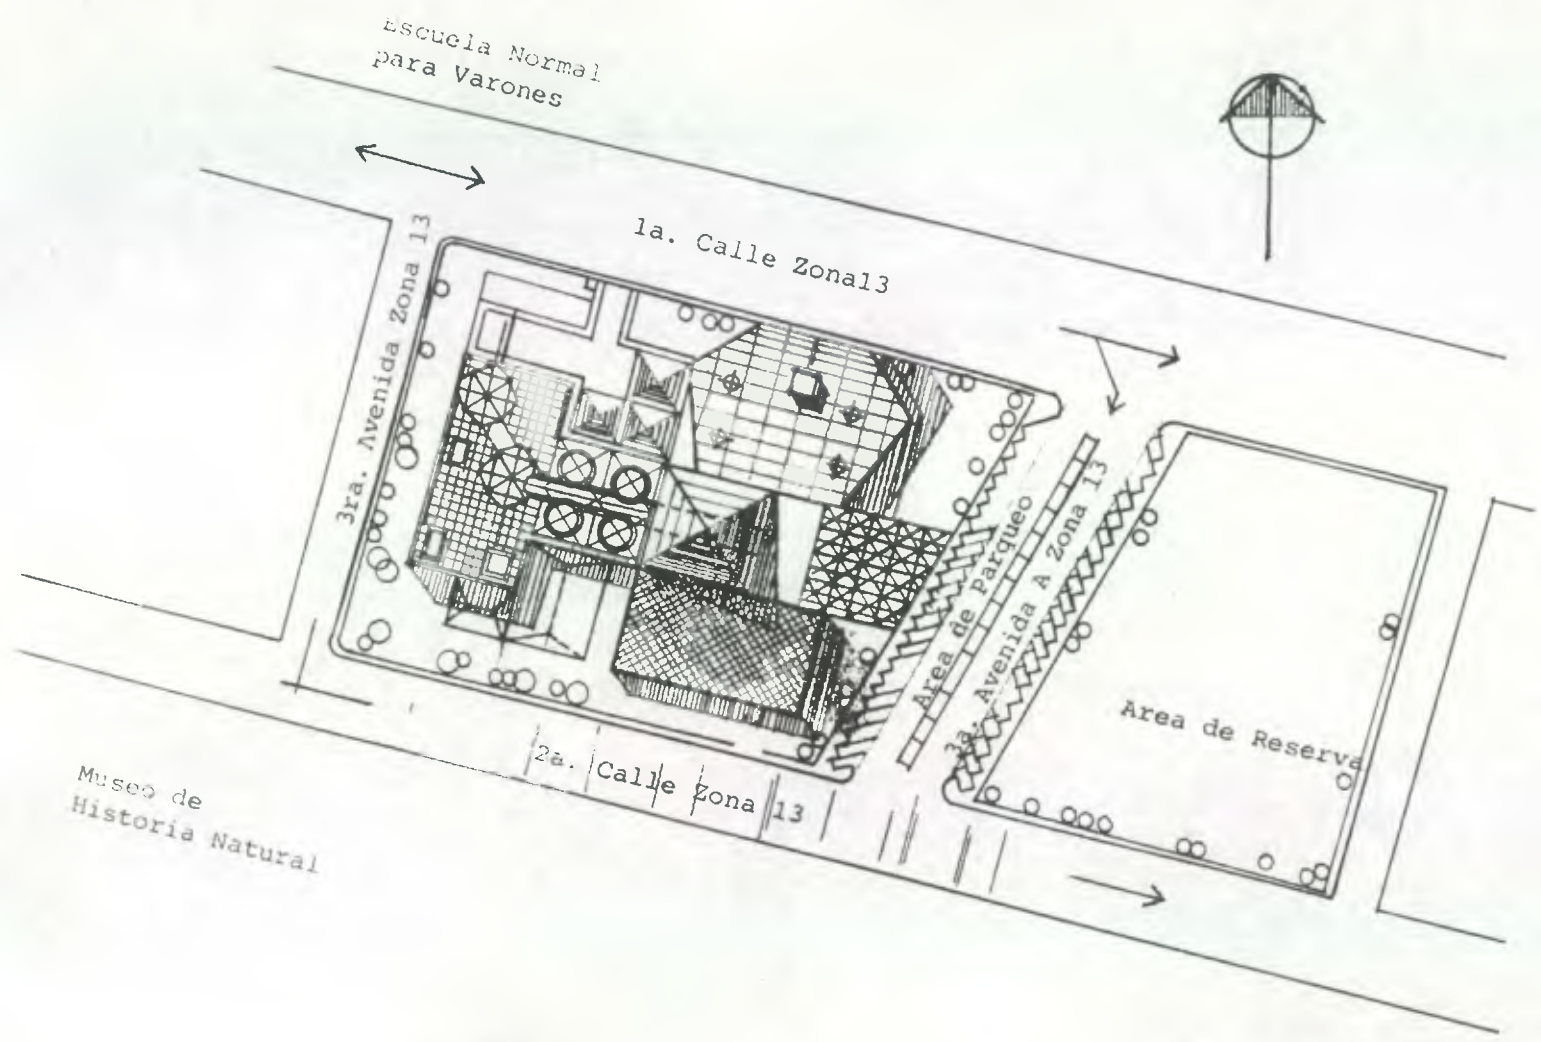 Escuela Normal
para Varones
1a. Calle Zona13
3ra. Avenida Zona 13
Area de Parqueo
3a. Avenida A Zona 13
Area de Reserva
2a. Calle Zona 13
Museo de
Historia Natural